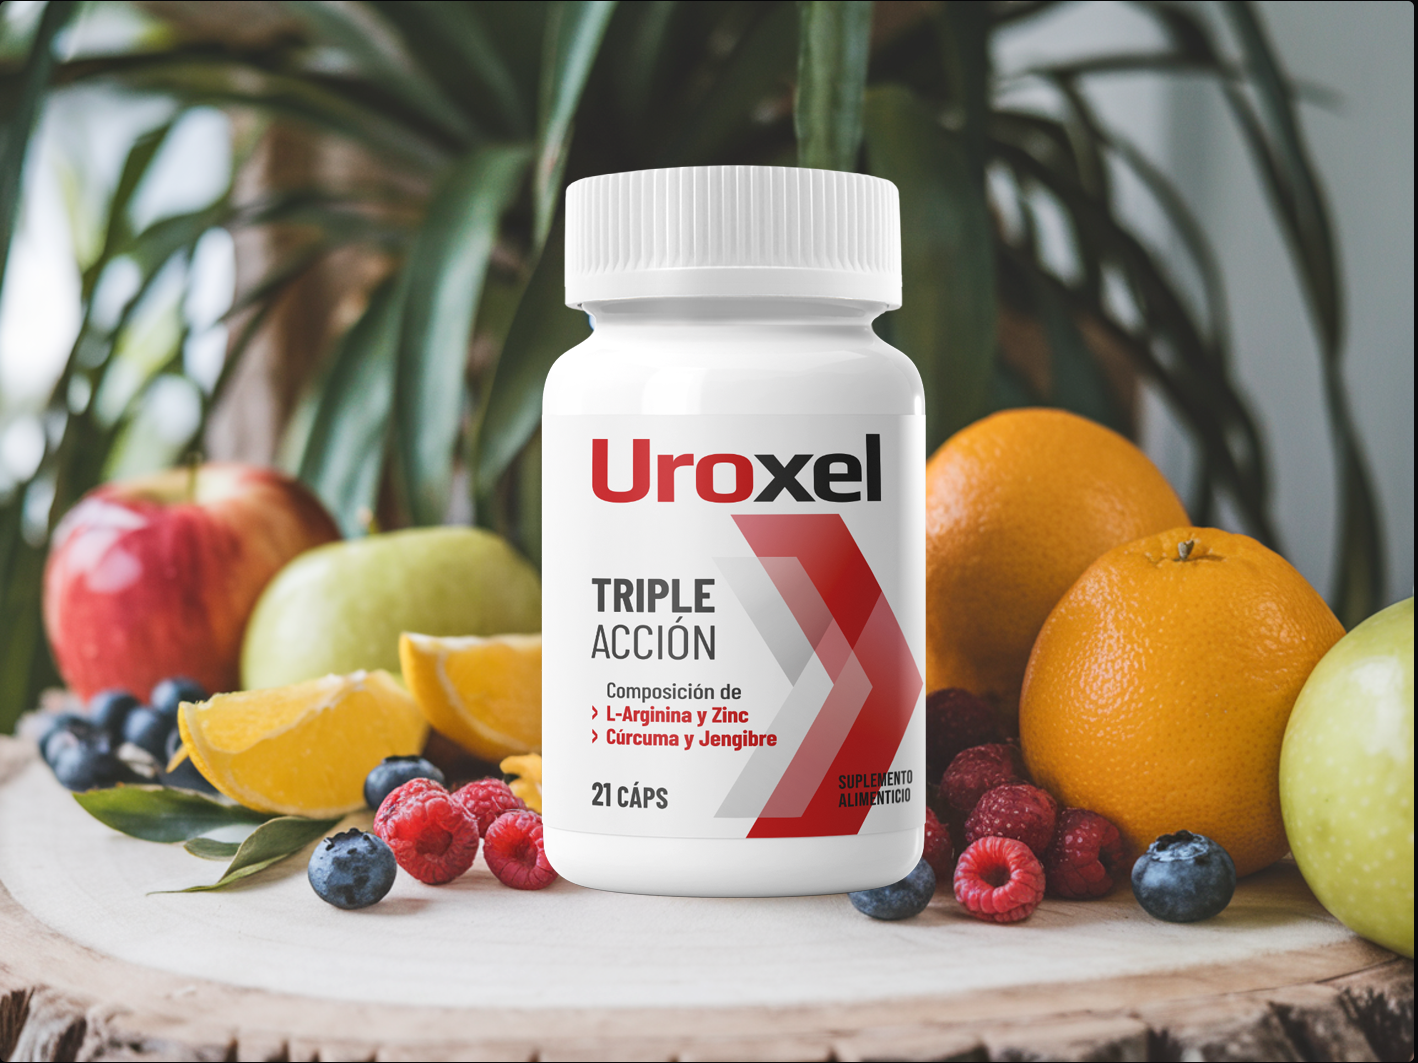 Uroxel
TRIPLE
ACCIÓN
Composición de
› L-Arginina y Zinc
› Cúrcuma y Jengibre
21 CÁPS
SUPLEMENTO
ALIMENTICIO